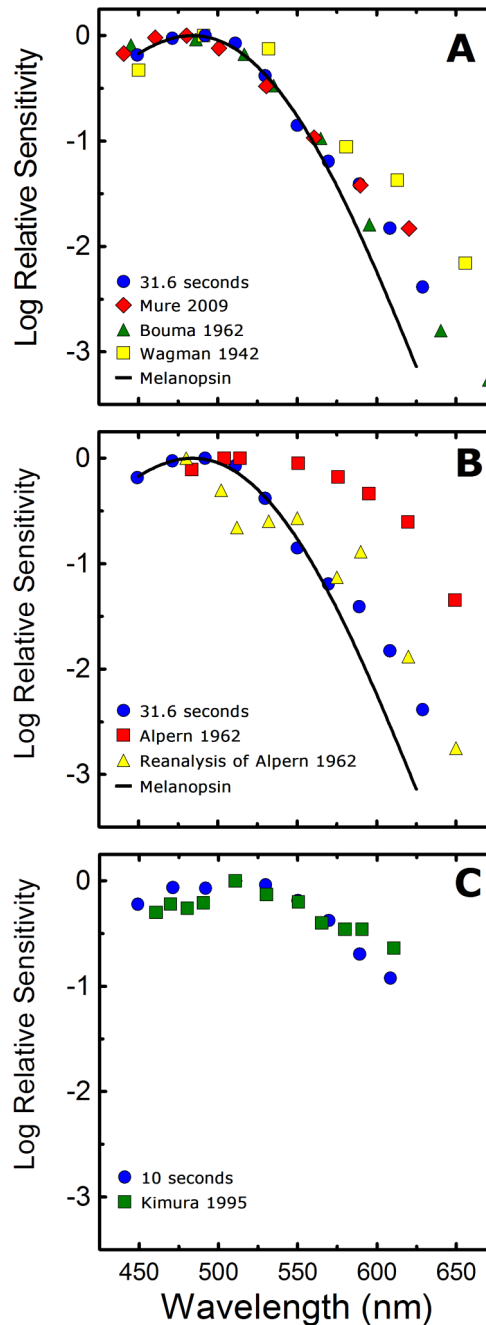 A
Log Relative Sensitivity
0
-1
-2
-3
31.6 seconds
Mure 2009
Bouma 1962
Wagman 1942
Melanopsin
B
Log Relative Sensitivity
0
-1
-2
-3
31.6 seconds
Alpern 1962
Reanalysis of Alpern 1962
Melanopsin
C
Log Relative Sensitivity
0
-1
-2
-3
10 seconds
Kimura 1995
450 500 550 600 650
Wavelength (nm)